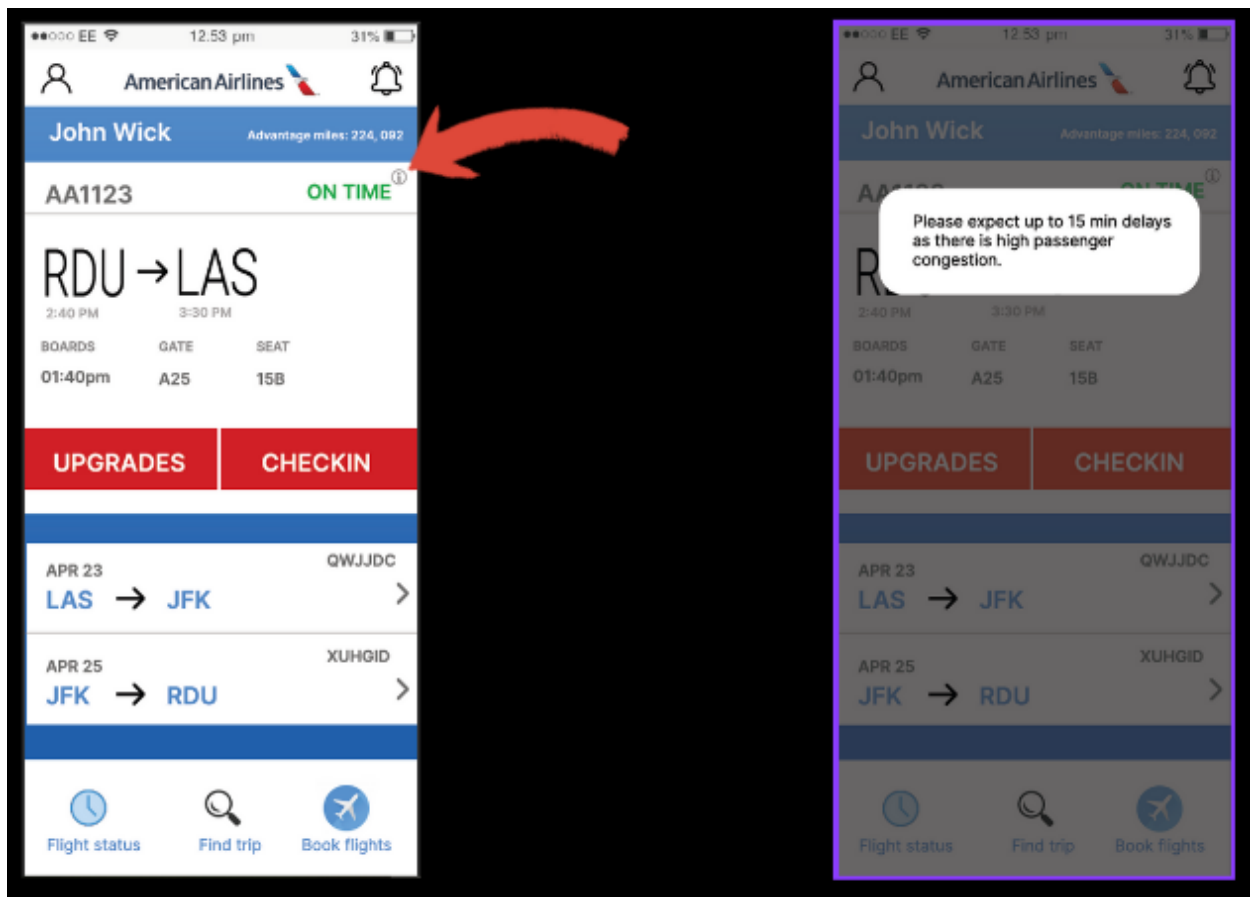 ●●○○○ EE 12.53 pm 31%
American Airlines
John Wick Advantage miles: 224, 092
AA1123 ON TIME
RDU → LAS
2:40 PM 3:30 PM
BOARDS GATE SEAT
01:40pm A25 15B
UPGRADES CHECKIN
APR 23 QWJJDC
LAS → JFK
APR 25 XUHGID
JFK → RDU
Flight status Find trip Book flights
●●○○○ EE 12.53 pm 31%
American Airlines
John Wick Advantage miles: 224, 092
Please expect up to 15 min delays
as there is high passenger
congestion.
2:40 PM 3:30 PM
BOARDS GATE SEAT
01:40pm A25 15B
UPGRADES CHECKIN
APR 23 QWJJDC
LAS → JFK
APR 25 XUHGID
JFK → RDU
Flight status Find trip Book flights